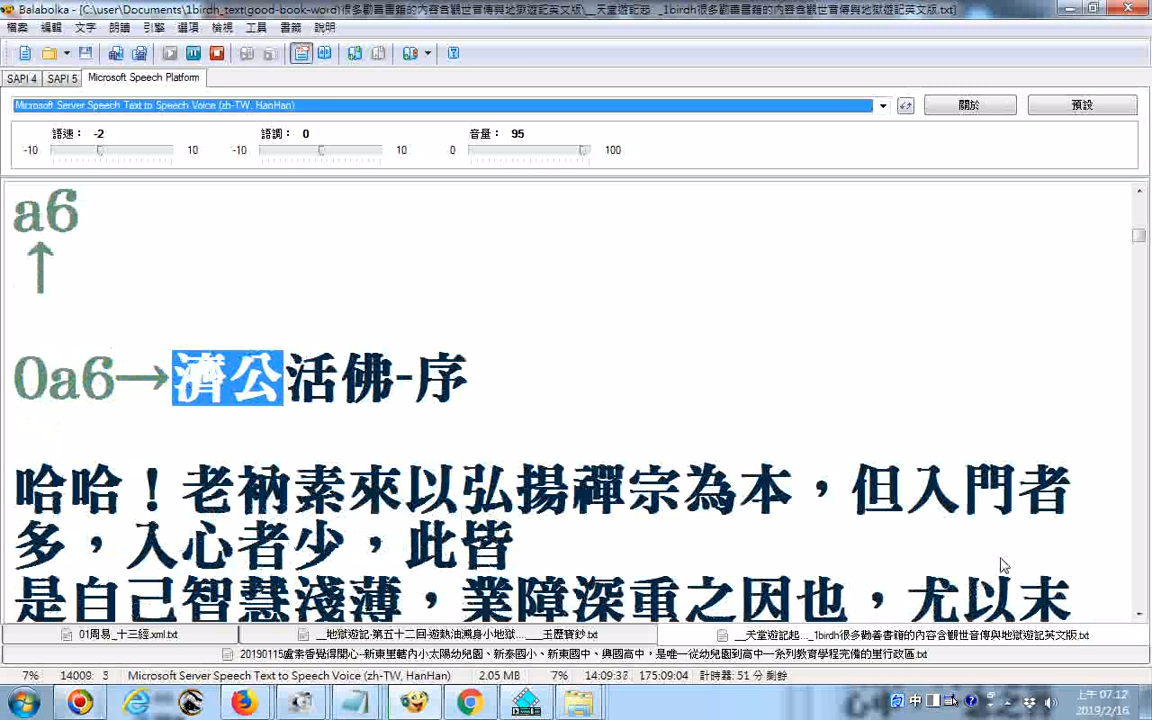 Balabolka - [C:\user\Documents\1birdh_text\good-book-word\很多勸善書籍的內容含觀世音傳與地獄遊記英文版\__天堂遊記起..._1birdh很多勸善書籍的內容含觀世音傳與地獄遊記英文版.txt]
檔案 編輯 文字 朗讀 引擎 選項 檢視 工具 書籤 說明
SAPI 4 SAPI 5 Microsoft Speech Platform
Microsoft Server Speech Text to Speech Voice (zh-TW, HanHan) 關於 預設
語速： -2 語調： 0 音量： 95
-10 10 -10 10 0 100
a6
↑
0a6→濟公活佛-序
哈哈！老衲素來以弘揚禪宗為本，但入門者
多，入心者少，此皆
是自己智慧淺薄，業障深重之因也，尤以末
01周易_十三經.xml.txt __地獄遊記-第五十二回-遊熱油澆身小地獄...___玉歷寶鈔.txt __天堂遊記起..._1birdh很多勸善書籍的內容含觀世音傳與地獄遊記英文版.txt
20190115盧素香覺得開心-新東里轄內小太陽幼兒園、新泰國小、新東國中、興國高中，是唯一從幼兒園到高中一系列教育學程完備的里行政區.txt
7% 14009: 3 Microsoft Server Speech Text to Speech Voice (zh-TW, HanHan) 2.05 MB 7% 14:09:38 175:09:04 計時器: 51 分 剩餘
中 上午 07:12
2019/2/16